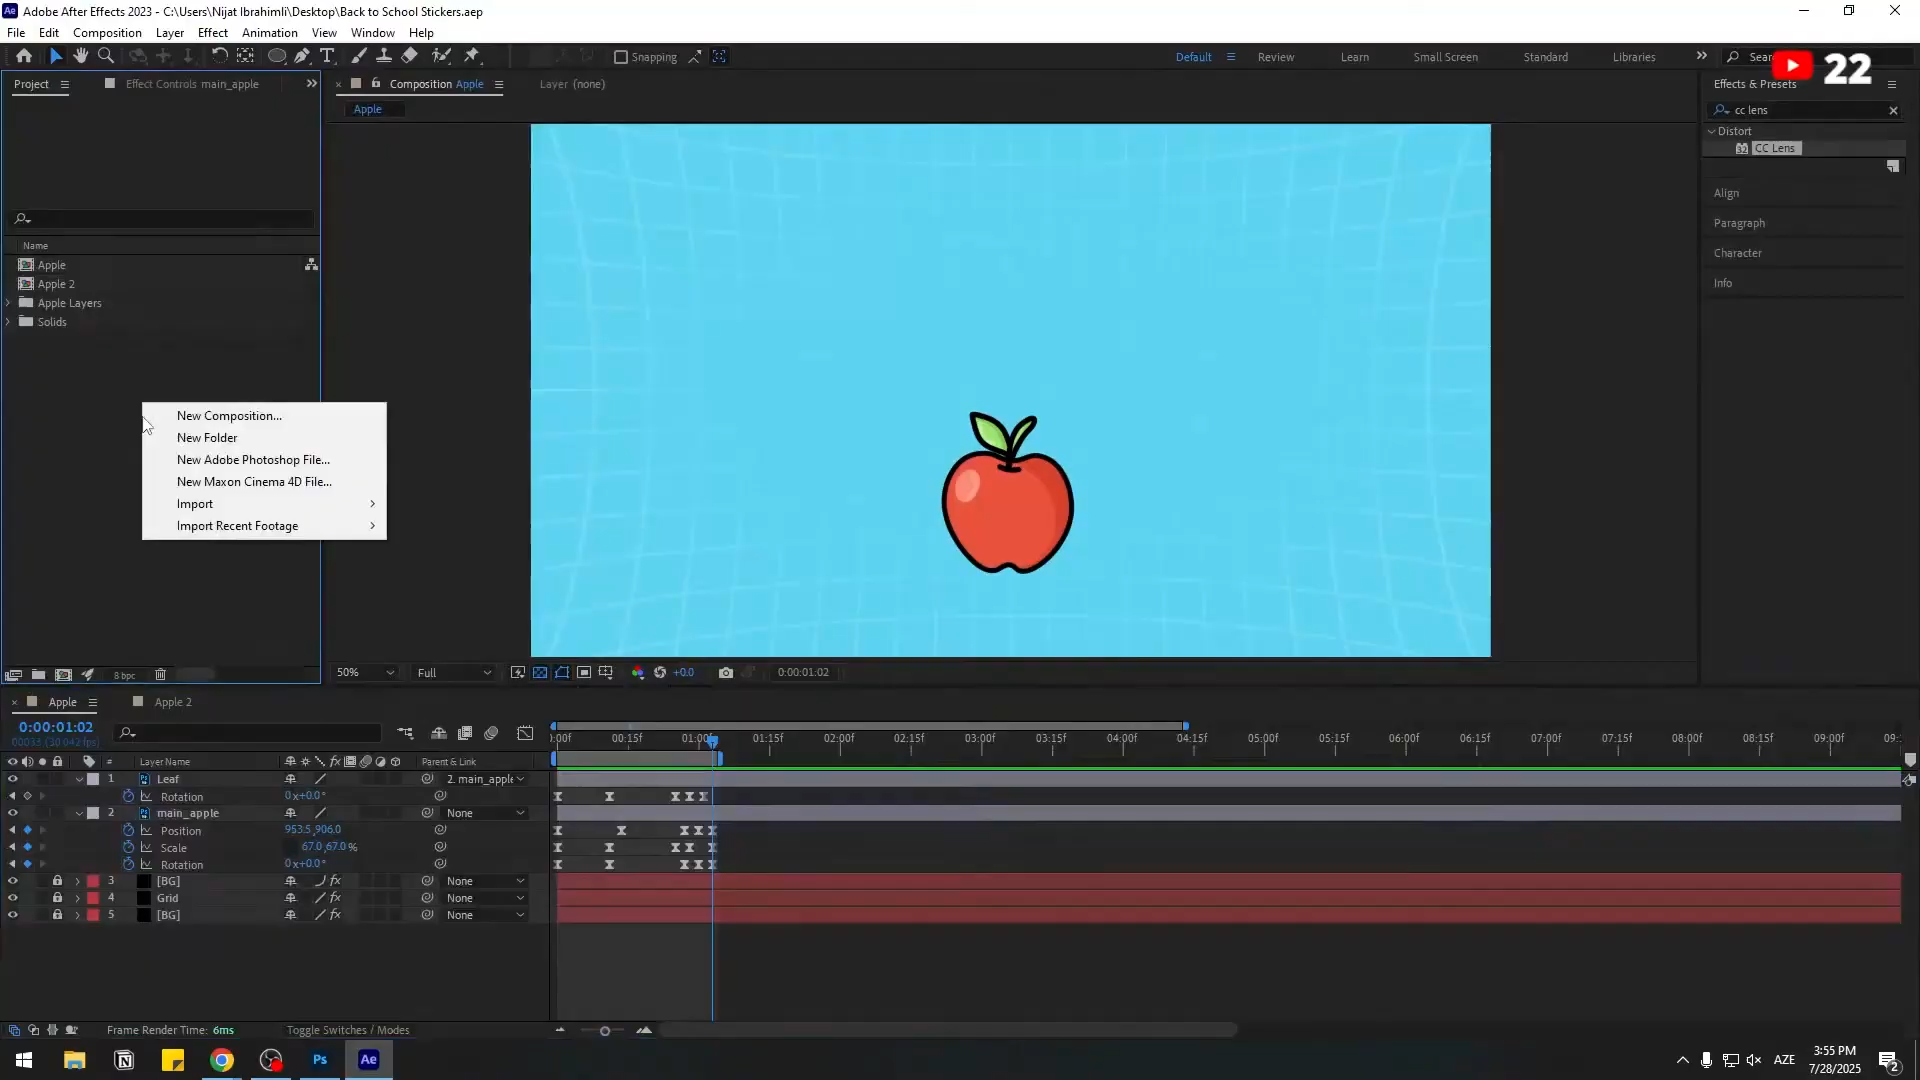 Adobe After Effects 2023 - C:\Users\Nijat Ibrahimli\Desktop\Back to School Stickers.aep
File Edit Composition Layer Effect Animation View Window Help
Snapping
Default Review Learn Small Screen Standard Libraries
22
Project Effect Controls main_apple
Composition Apple Layer (none)
Effects & Presets
Apple
cc lens
Distort
CC Lens
Align
Paragraph
Character
Info
Name
Apple
Apple 2
Apple Layers
Solids
New Composition...
New Folder
New Adobe Photoshop File...
New Maxon Cinema 4D File...
Import
Import Recent Footage
8 bpc
50% Full +0.0 0:00:01:02
Apple Apple 2
0:00:01:02
00:15f 01:00f 01:15f 02:00f 02:15f 03:00f 03:15f 04:00f 04:15f 05:00f 05:15f 06:00f 06:15f 07:00f 07:15f 08:00f 08:15f 09:00f
# Layer Name fx Parent & Link
1 Leaf 2. main_apple
Rotation 0x+0.0°
2 main_apple None
Position 953.5,906.0
Scale 67.0,67.0%
Rotation 0x+0.0°
3 [BG] fx None
4 Grid fx None
5 [BG] fx None
Frame Render Time: 6ms Toggle Switches / Modes
Ps Ae
AZE
3:55 PM
7/28/2025
2